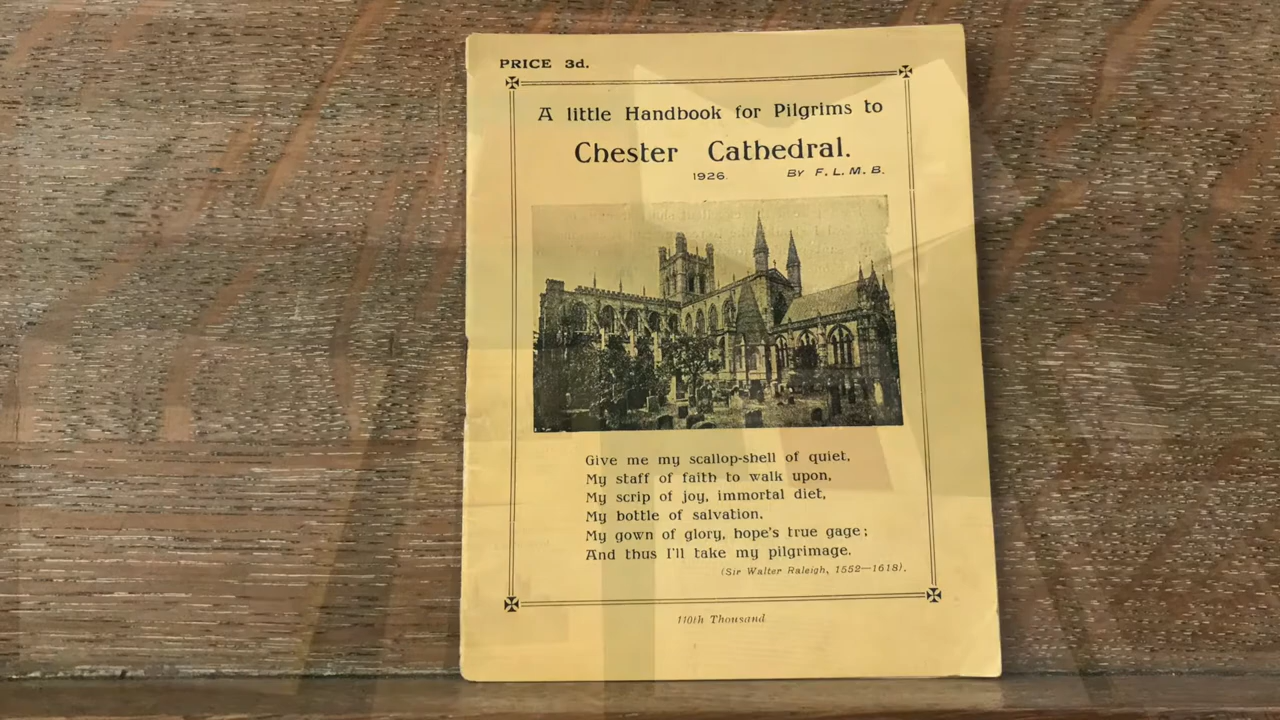 PRICE 3d.
A little Handbook for Pilgrims to
Chester Cathedral.
1926. BY F. L. M. B.
Give me my scallop-shell of quiet,
My staff of faith to walk upon,
My scrip of joy, immortal diet,
My bottle of salvation.
My gown of glory, hope's true gage;
And thus I'll take my pilgrimage.
(Sir Walter Raleigh, 1552—1618).
110th Thousand